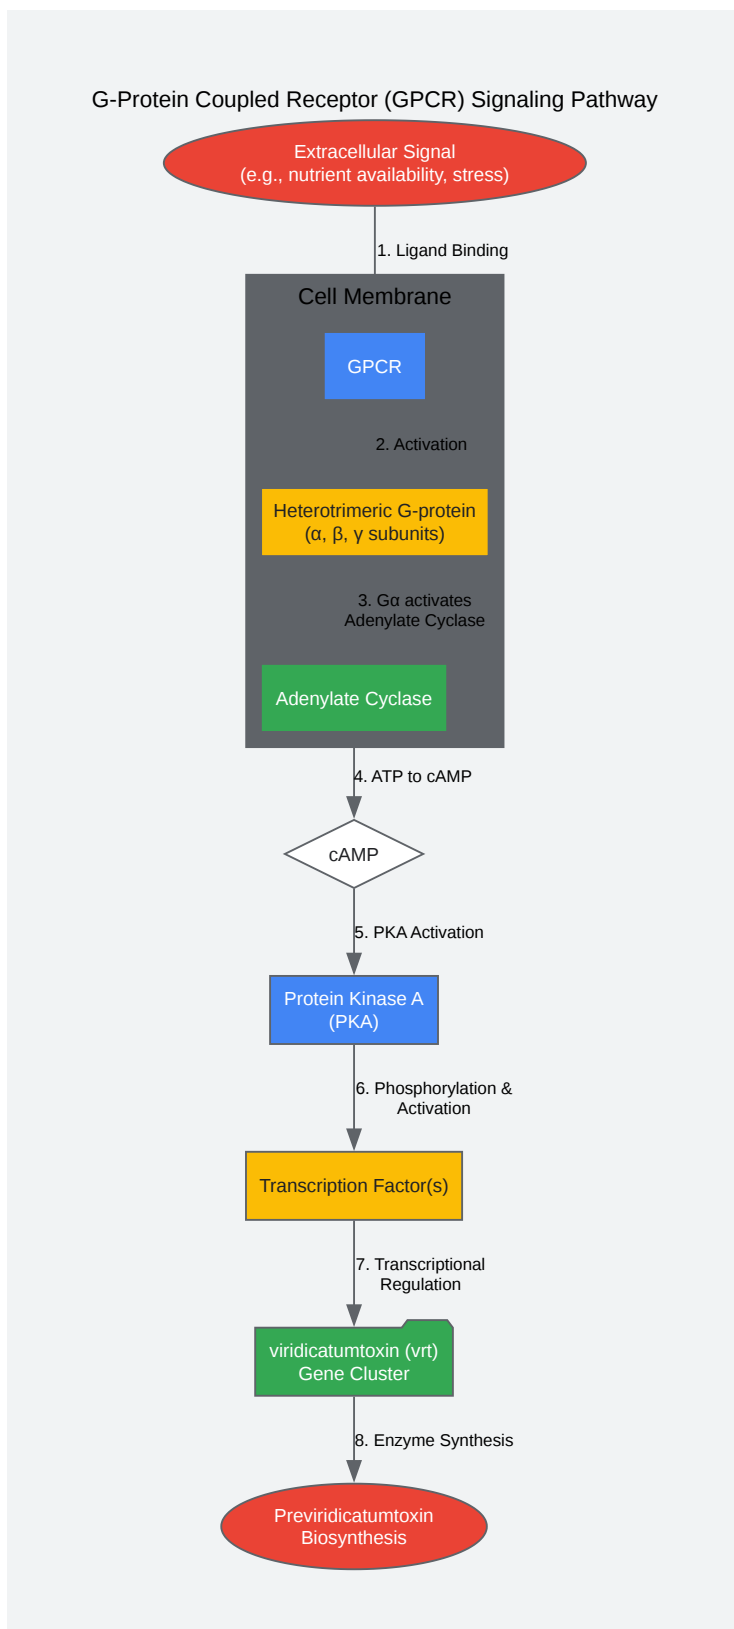 G-Protein Coupled Receptor (GPCR) Signaling Pathway
Extracellular Signal
(e.g., nutrient availability, stress)
1. Ligand Binding
Cell Membrane
GPCR
2. Activation
Heterotrimeric G-protein
(α, β, γ subunits)
3. Gα activates
Adenylate Cyclase
Adenylate Cyclase
4. ATP to cAMP
cAMP
5. PKA Activation
Protein Kinase A
(PKA)
6. Phosphorylation &
Activation
Transcription Factor(s)
7. Transcriptional
Regulation
viridicatumtoxin (vrt)
Gene Cluster
8. Enzyme Synthesis
Previridicatumtoxin
Biosynthesis